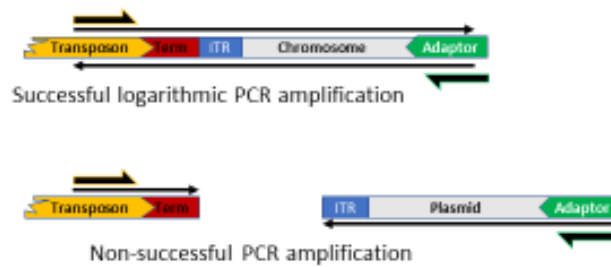 Transposon Term ITR Chromosome Adaptor
Successful logarithmic PCR amplification
Transposon Term ITR Plasmid Adaptor
Non-successful PCR amplification